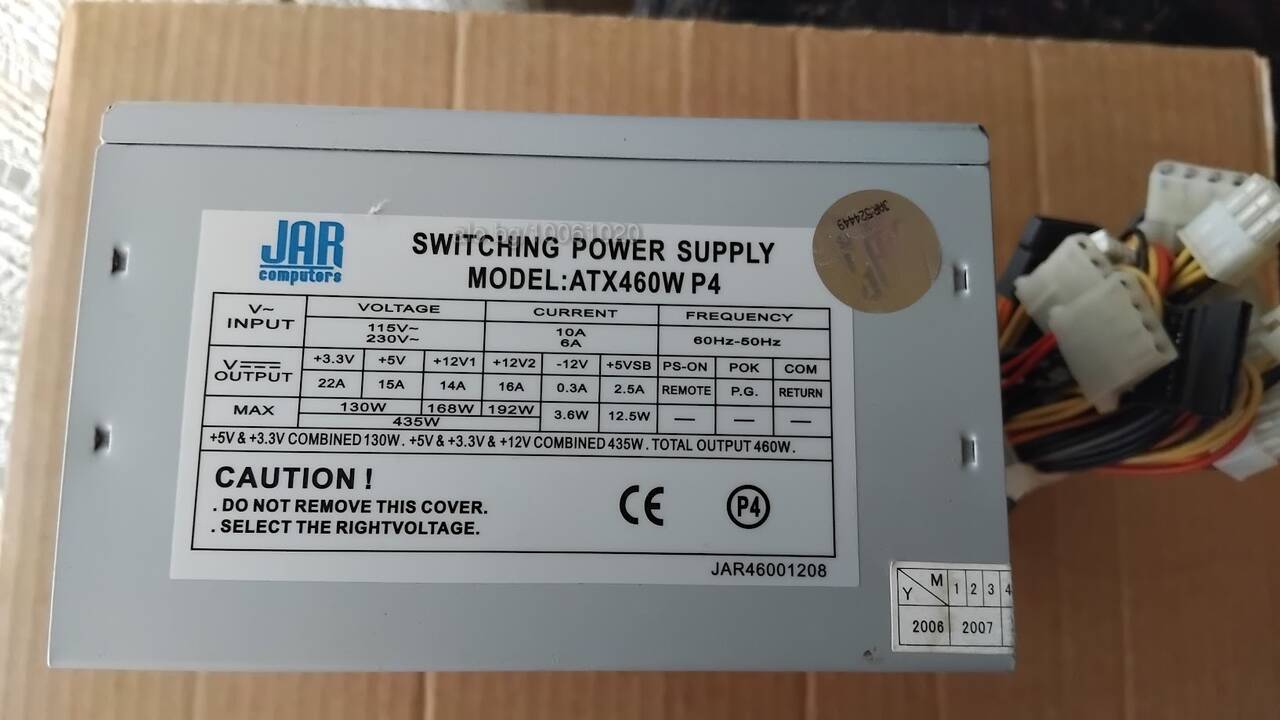 JAR
computers
SWITCHING POWER SUPPLY
MODEL:ATX460W P4
JAR-524449
V~ INPUT VOLTAGE CURRENT FREQUENCY
115V~ 10A 60Hz-50Hz
230V~ 6A
V OUTPUT +3.3V +5V +12V1 +12V2 -12V +5VSB PS-ON POK COM
22A 15A 14A 16A 0.3A 2.5A REMOTE P.G. RETURN
MAX 130W 168W 192W 3.6W 12.5W — — —
435W
+5V & +3.3V COMBINED 130W. +5V & +3.3V & +12V COMBINED 435W. TOTAL OUTPUT 460W.
CAUTION !
. DO NOT REMOVE THIS COVER.
. SELECT THE RIGHTVOLTAGE.
CE
P4
JAR46001208
M Y 1 2 3 4
2006 2007